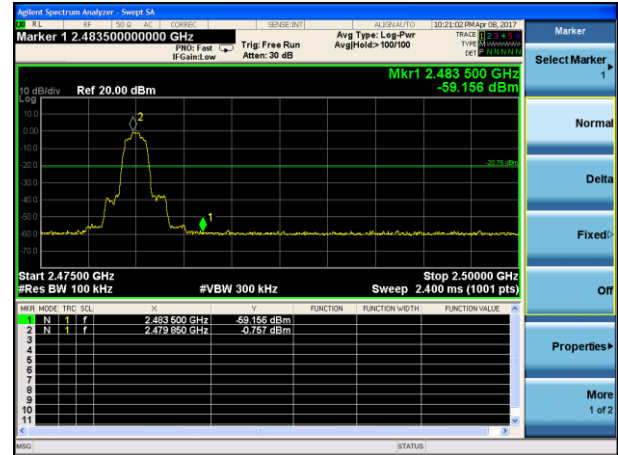 Agilent Spectrum Analyzer - Swept SA
RL RF 50 Ω AC CORREC SENSE:INT ALIGNAUTO 10:21:02 PM Apr 08, 2017
Marker 1 2.483500000000 GHz
PNO: Fast
IFGain:Low
Trig: Free Run
Atten: 30 dB
Avg Type: Log-Pwr
Avg|Hold:>100/100
TRACE 1 2 3 4 5 6
TYPE M
DET P N N N N N
Mkr1 2.483 500 GHz
-59.156 dBm
10 dB/div Ref 20.00 dBm
Log
10.0
2
0.00
-10.0
-20.0
-20.76 dBm
-30.0
-40.0
-50.0
1
-60.0
-70.0
Start 2.47500 GHz Stop 2.50000 GHz
#Res BW 100 kHz #VBW 300 kHz Sweep 2.400 ms (1001 pts)
MKR MODE TRC SCL X Y FUNCTION FUNCTION WIDTH FUNCTION VALUE
1 N 1 f 2.483 500 GHz -59.156 dBm
2 N 1 f 2.479 850 GHz -0.757 dBm
3
4
5
6
7
8
9
10
11
MSG STATUS
Marker
Select Marker
1
Normal
Delta
Fixed
Off
Properties
More
1 of 2